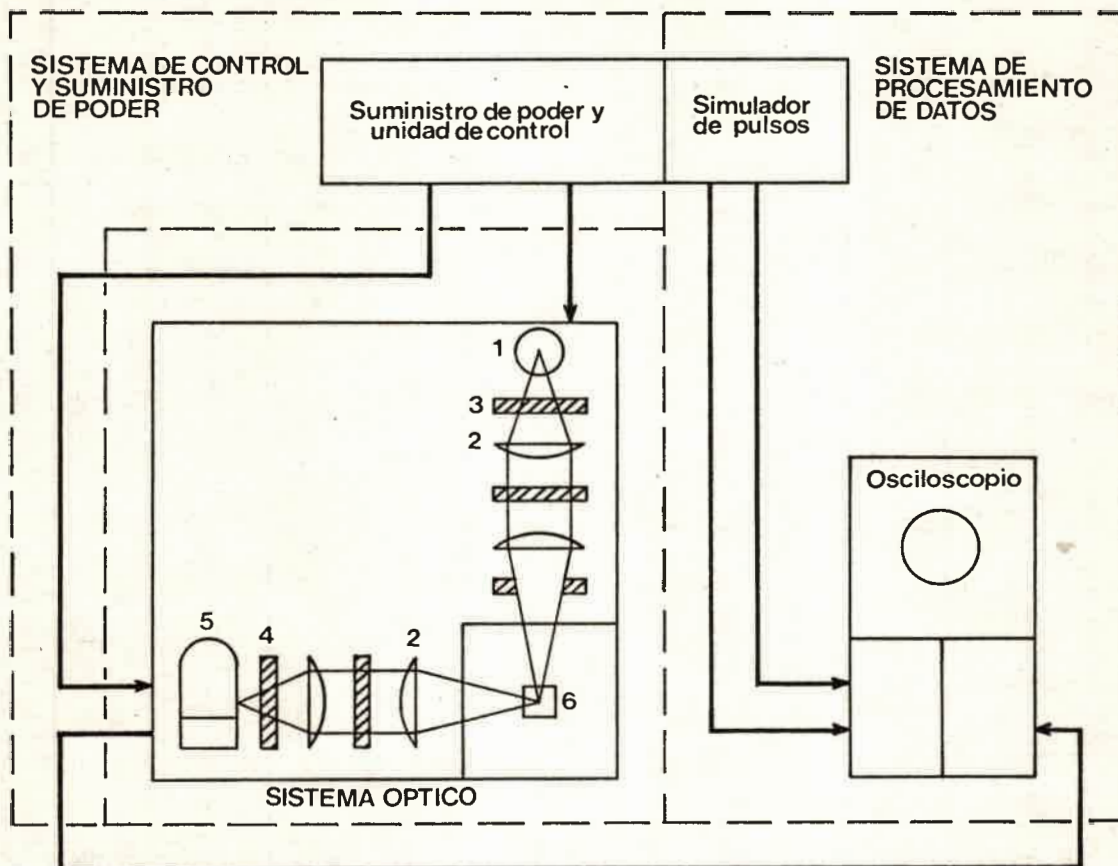 SISTEMA DE CONTROL
Y SUMINISTRO
DE PODER
Suministro de poder y
unidad de control
Simulador
de pulsos
SISTEMA DE
PROCESAMIENTO
DE DATOS
1
3
2
Osciloscopio
5
4
2
6
SISTEMA OPTICO